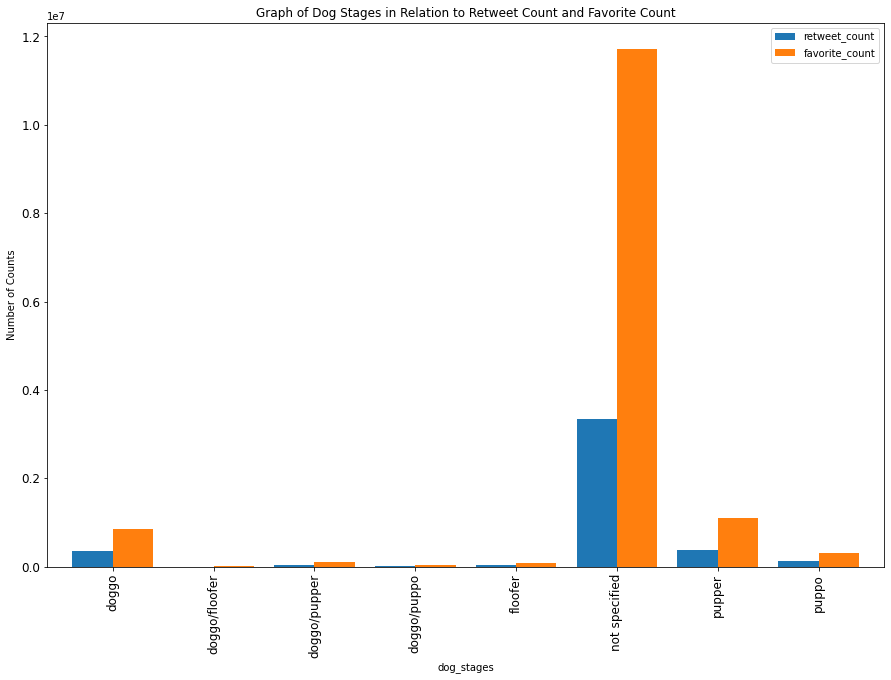 Graph of Dog Stages in Relation to Retweet Count and Favorite Count
1e7
retweet_count
favorite_count
1.2
1.0
0.8
0.6
0.4
0.2
0.0
Number of Counts
doggo
doggo/floofer
doggo/pupper
doggo/puppo
floofer
not specified
pupper
puppo
dog_stages